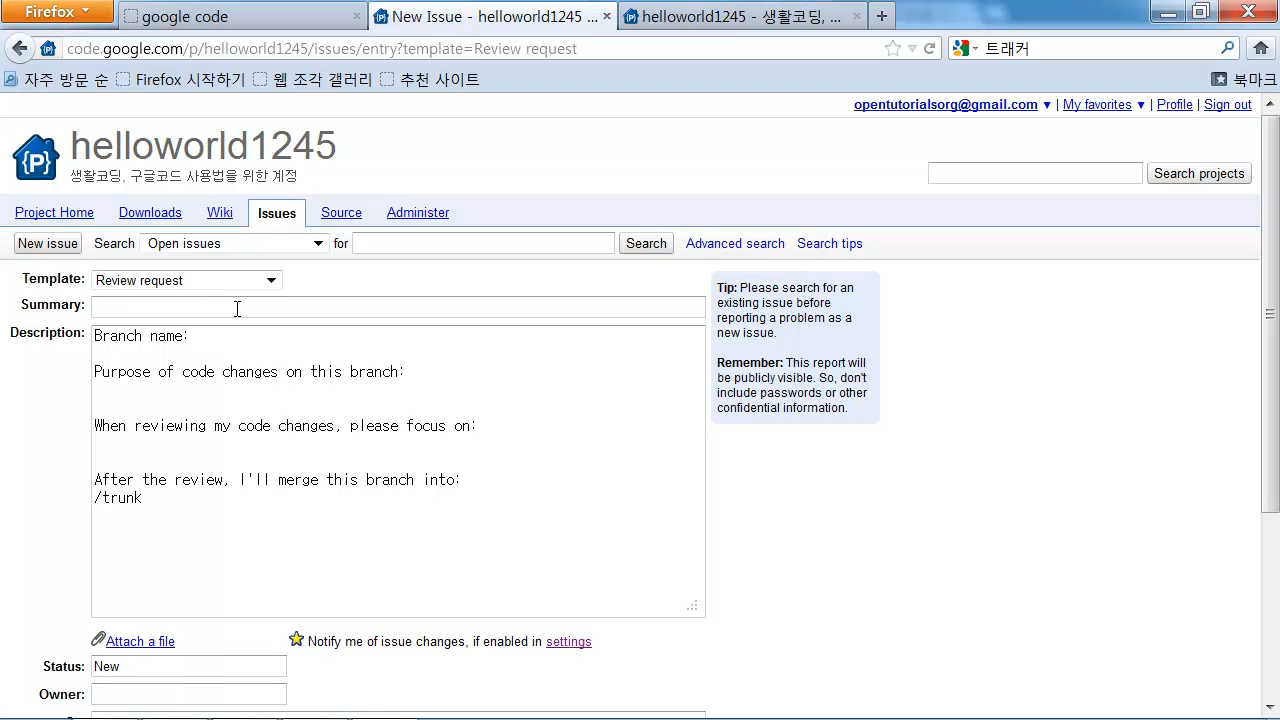 Firefox
google code
New Issue - helloworld1245 ...
helloworld1245 - 생활코딩, ...
code.google.com/p/helloworld1245/issues/entry?template=Review request
트래커
자주 방문 순
Firefox 시작하기
웹 조각 갤러리
추천 사이트
북마크
opentutorialsorg@gmail.com ▼ | My favorites ▼ | Profile | Sign out
helloworld1245
생활코딩, 구글코드 사용법을 위한 계정
Search projects
Project Home
Downloads
Wiki
Issues
Source
Administer
New issue
Search
Open issues
for
Search
Advanced search
Search tips
Template:
Review request
Summary:
Description:
Branch name:
Purpose of code changes on this branch:
When reviewing my code changes, please focus on:
After the review, I'll merge this branch into:
/trunk
Tip: Please search for an
existing issue before
reporting a problem as a
new issue.
Remember: This report will
be publicly visible. So, don't
include passwords or other
confidential information.
Attach a file
Notify me of issue changes, if enabled in settings
Status:
New
Owner: